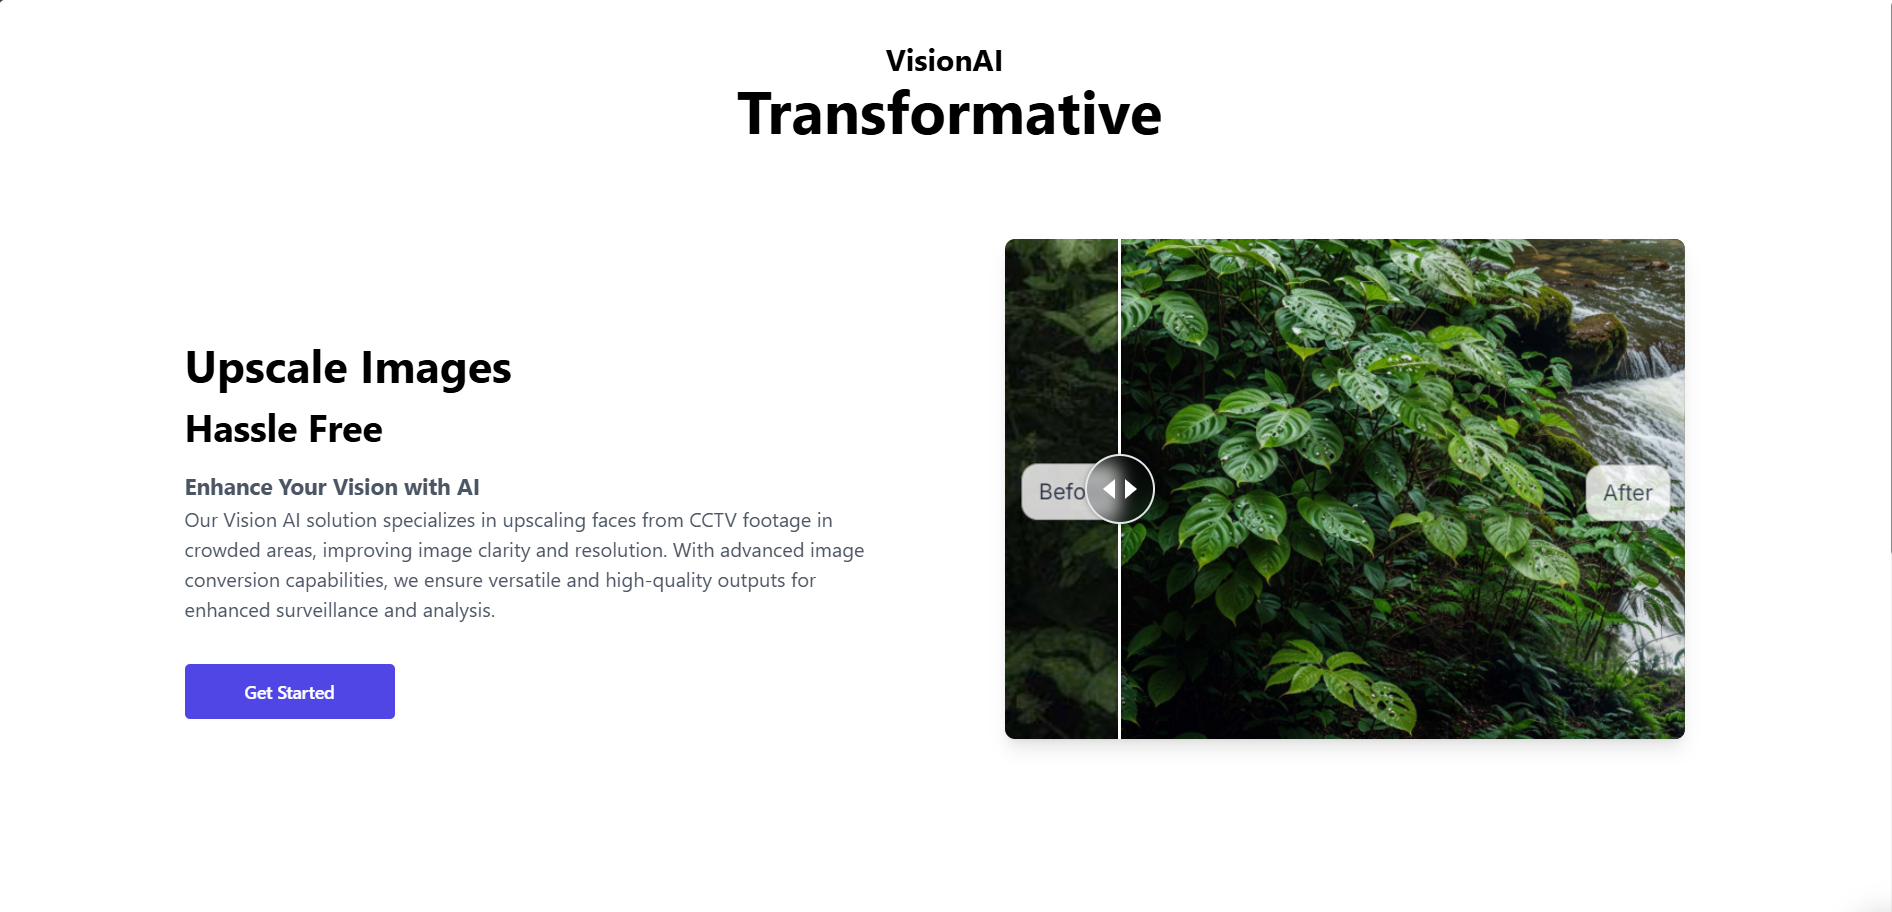 VisionAI
Transformative
Upscale Images
Hassle Free
Enhance Your Vision with AI
Our Vision AI solution specializes in upscaling faces from CCTV footage in
crowded areas, improving image clarity and resolution. With advanced image
conversion capabilities, we ensure versatile and high-quality outputs for
enhanced surveillance and analysis.
Get Started
Befo
After